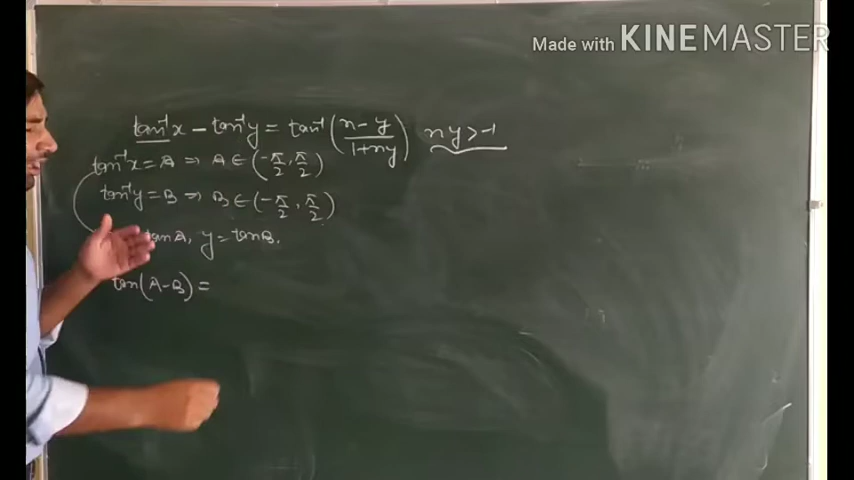 Made with KINEMASTER
tan⁻¹x – tan⁻¹y = tan⁻¹(x-y/1+xy) xy>-1
tan⁻¹x = A ⇒ A ∈ (-π/2, π/2)
tan⁻¹y = B ⇒ B ∈ (-π/2, π/2)
tanA, y = tanB.
tan(A-B) =